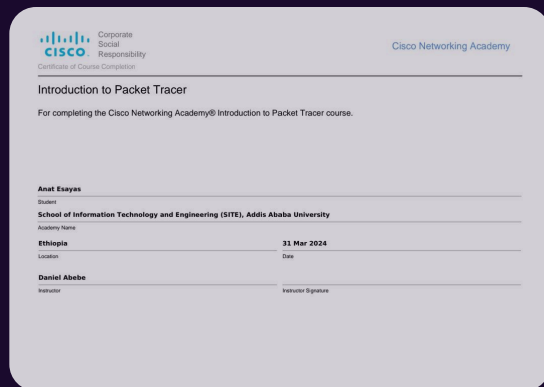 Corporate
Social
Responsibility
CISCO
Cisco Networking Academy
Certificate of Course Completion
Introduction to Packet Tracer
For completing the Cisco Networking Academy® Introduction to Packet Tracer course.
Anat Esayas
Student
School of Information Technology and Engineering (SITE), Addis Ababa University
Academy Name
Ethiopia
31 Mar 2024
Location
Date
Daniel Abebe
Instructor
Instructor Signature